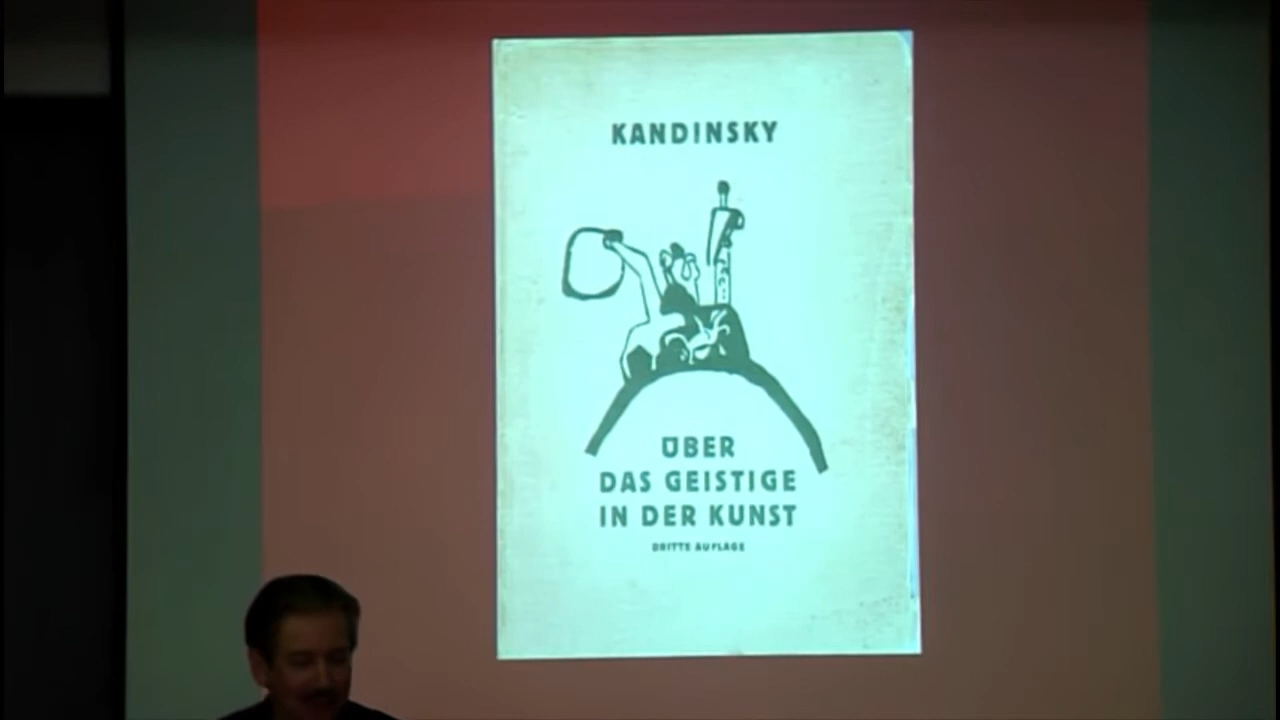 KANDINSKY
ÜBER
DAS GEISTIGE
IN DER KUNST
DRITTE AUFLAGE